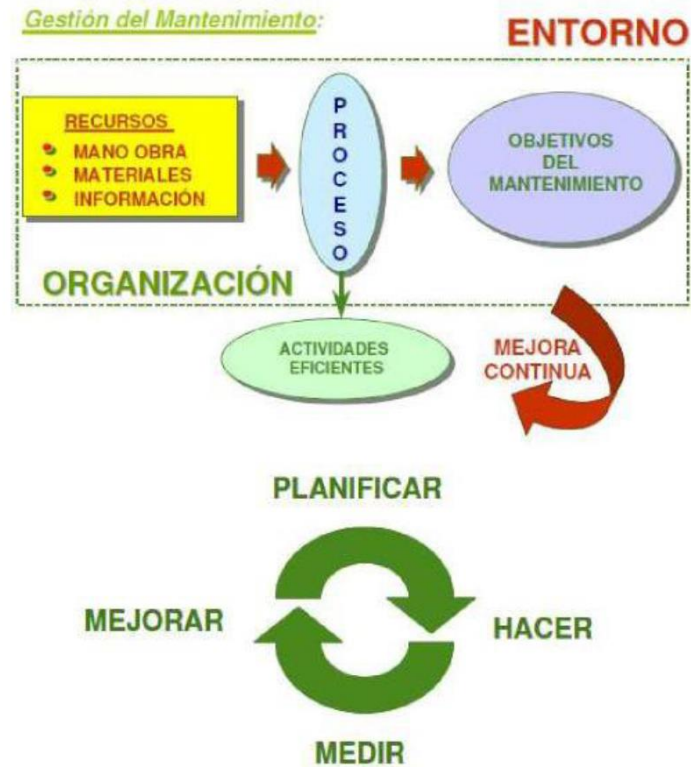 Gestión del Mantenimiento:
ENTORNO
RECURSOS
MANO OBRA
MATERIALES
INFORMACIÓN
PROCESO
OBJETIVOS
DEL
MANTENIMIENTO
ORGANIZACIÓN
ACTIVIDADES
EFICIENTES
MEJORA
CONTINUA
PLANIFICAR
MEJORAR
HACER
MEDIR